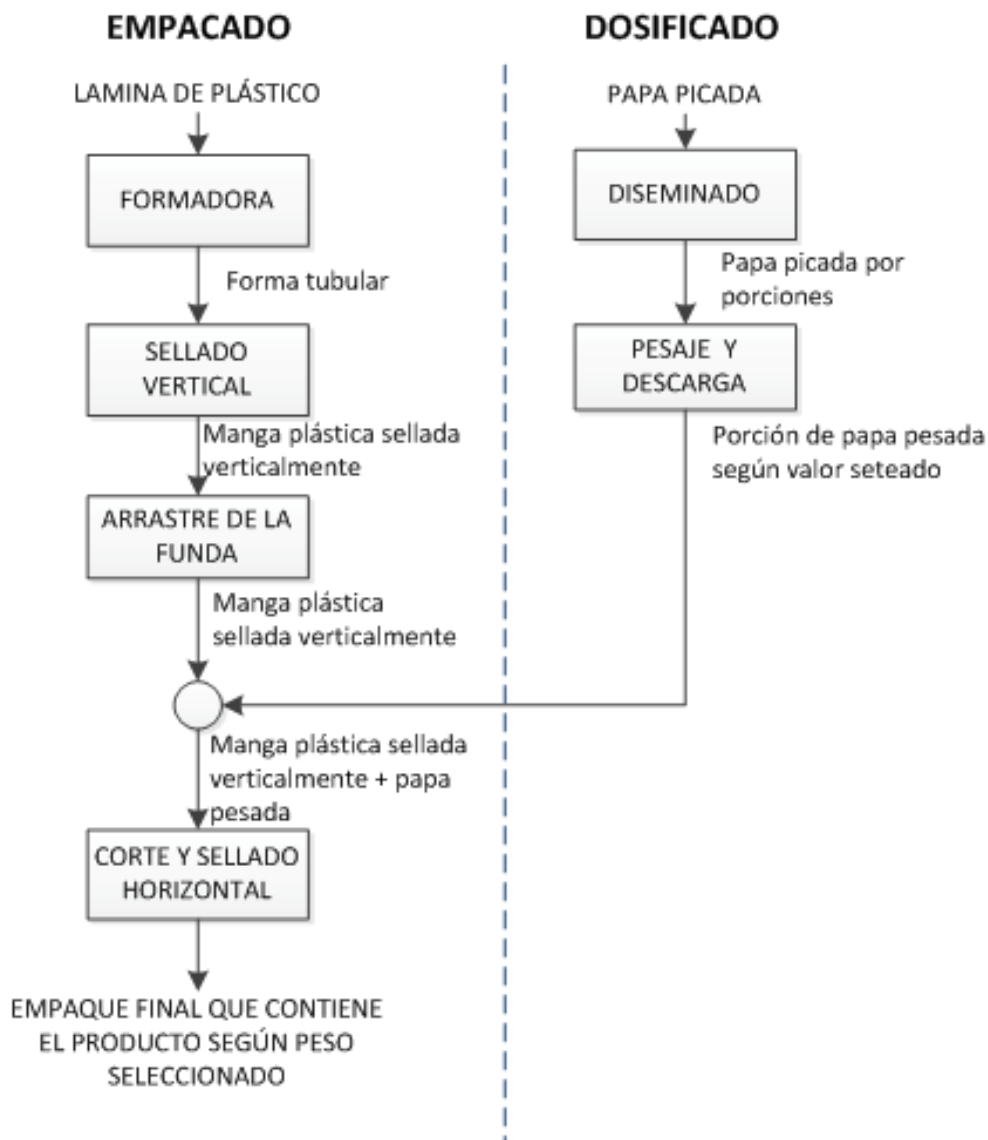 EMPACADO
LAMINA DE PLÁSTICO
FORMADORA
Forma tubular
SELLADO
VERTICAL
Manga plástica sellada
verticalmente
ARRASTRE DE LA
FUNDA
Manga plástica
sellada verticalmente
Manga plástica sellada
verticalmente + papa
pesada
CORTE Y SELLADO
HORIZONTAL
EMPAQUE FINAL QUE CONTIENE
EL PRODUCTO SEGÚN PESO
SELECCIONADO
DOSIFICADO
PAPA PICADA
DISEMINADO
Papa picada por
porciones
PESAJE Y
DESCARGA
Porción de papa pesada
según valor seteado